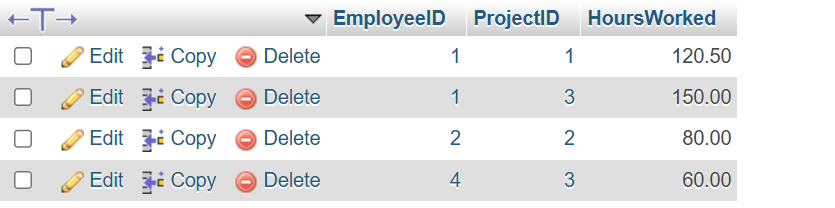 EmployeeID ProjectID HoursWorked
Edit Copy Delete 1 1 120.50
Edit Copy Delete 1 3 150.00
Edit Copy Delete 2 2 80.00
Edit Copy Delete 4 3 60.00